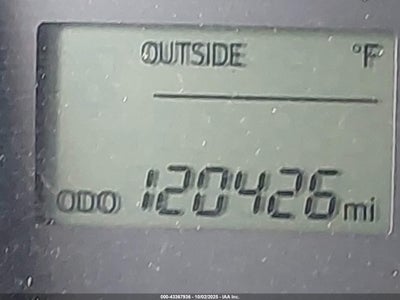 OUTSIDE °F
ODO 120426 mi
000-43367936 - 10/02/2025 - IAA Inc.